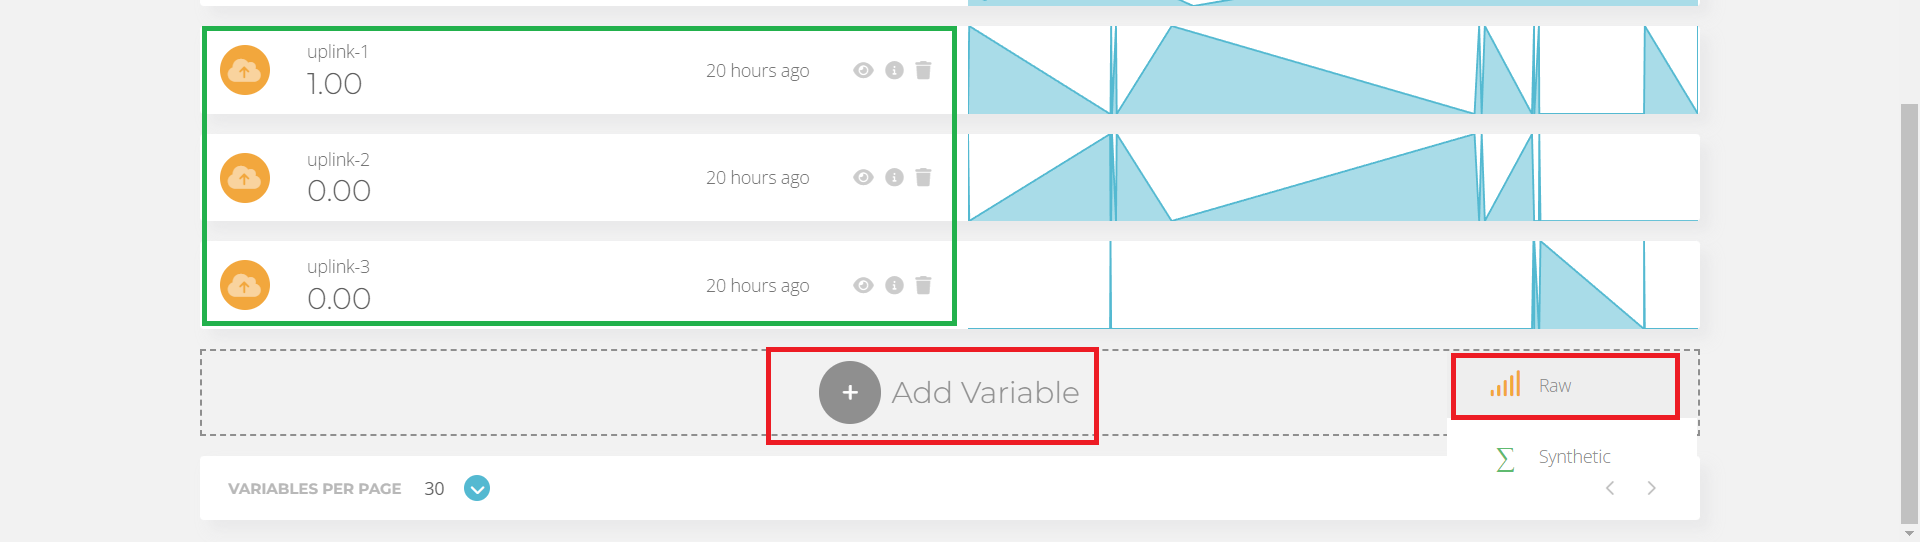 uplink-1
1.00
20 hours ago
uplink-2
0.00
20 hours ago
uplink-3
0.00
20 hours ago
Add Variable
Raw
Synthetic
VARIABLES PER PAGE 30